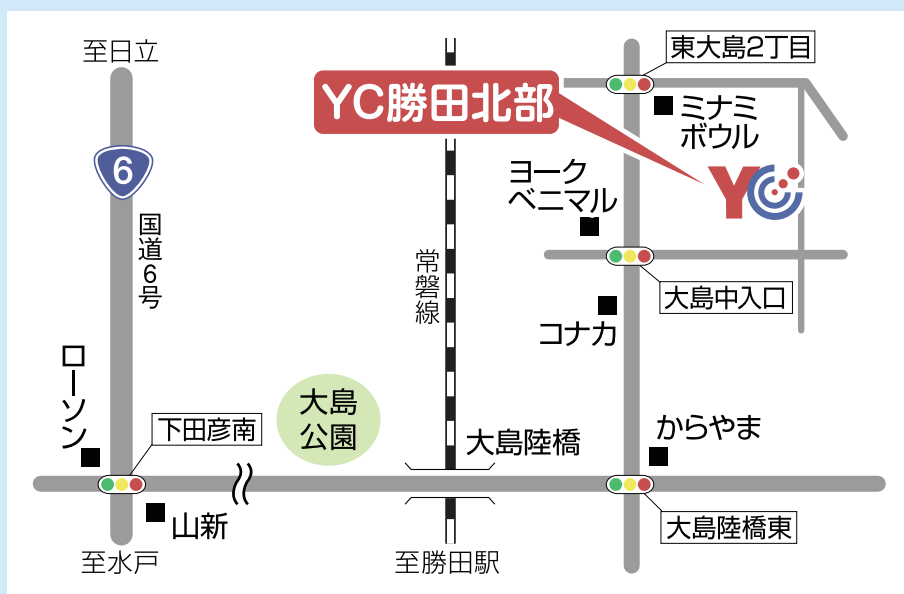 至日立
東大島2丁目
YC勝田北部
ミナミ
ボウル
6
ヨーク
ベニマル
YC
国道6号
常磐線
大島中入口
コナカ
ローソン
大島
公園
下田彦南
大島陸橋
からやま
山新
大島陸橋東
至水戸
至勝田駅